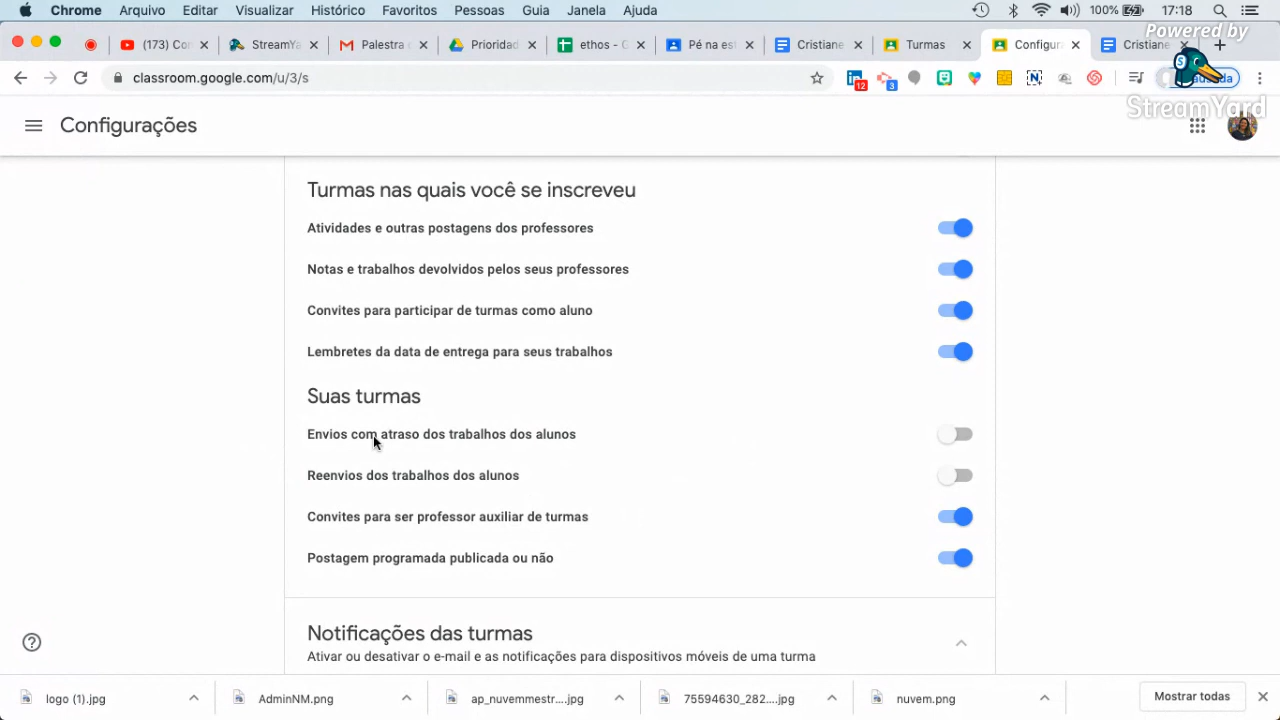 Chrome Arquivo Editar Visualizar Histórico Favoritos Pessoas Guia Janela Ajuda 100% 17:18
(173) C StreamY Gmail Palestra Prioridad ethos - G Pé na es Cristiane Turmas Configura Cristiane
Powered by
StreamYard
classroom.google.com/u/3/s
12
3
Configurações
Turmas nas quais você se inscreveu
Atividades e outras postagens dos professores
Notas e trabalhos devolvidos pelos seus professores
Convites para participar de turmas como aluno
Lembretes da data de entrega para seus trabalhos
Suas turmas
Envios com atraso dos trabalhos dos alunos
Reenvios dos trabalhos dos alunos
Convites para ser professor auxiliar de turmas
Postagem programada publicada ou não
Notificações das turmas
Ativar ou desativar o e-mail e as notificações para dispositivos móveis de uma turma
logo (1).jpg AdminNM.png ap_nuvemmestr....jpg 75594630_282....jpg nuvem.png Mostrar todas